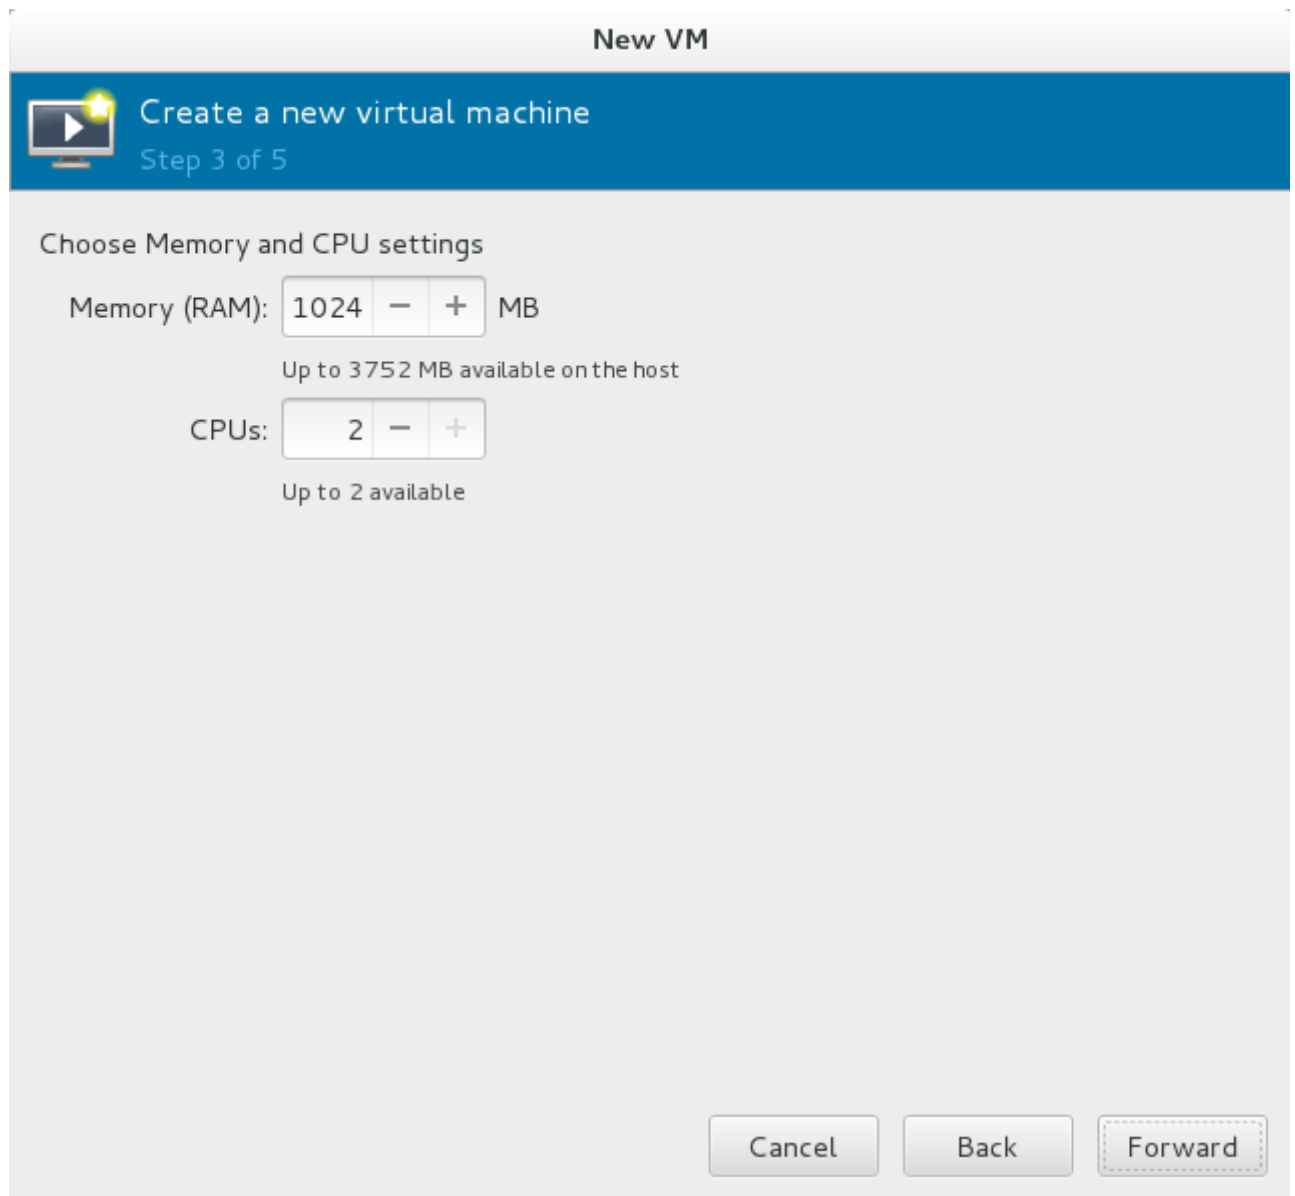 New VM
Create a new virtual machine
Step 3 of 5
Choose Memory and CPU settings
Memory (RAM): 1024 − + MB
Up to 3752 MB available on the host
CPUs: 2 − +
Up to 2 available
Cancel Back Forward